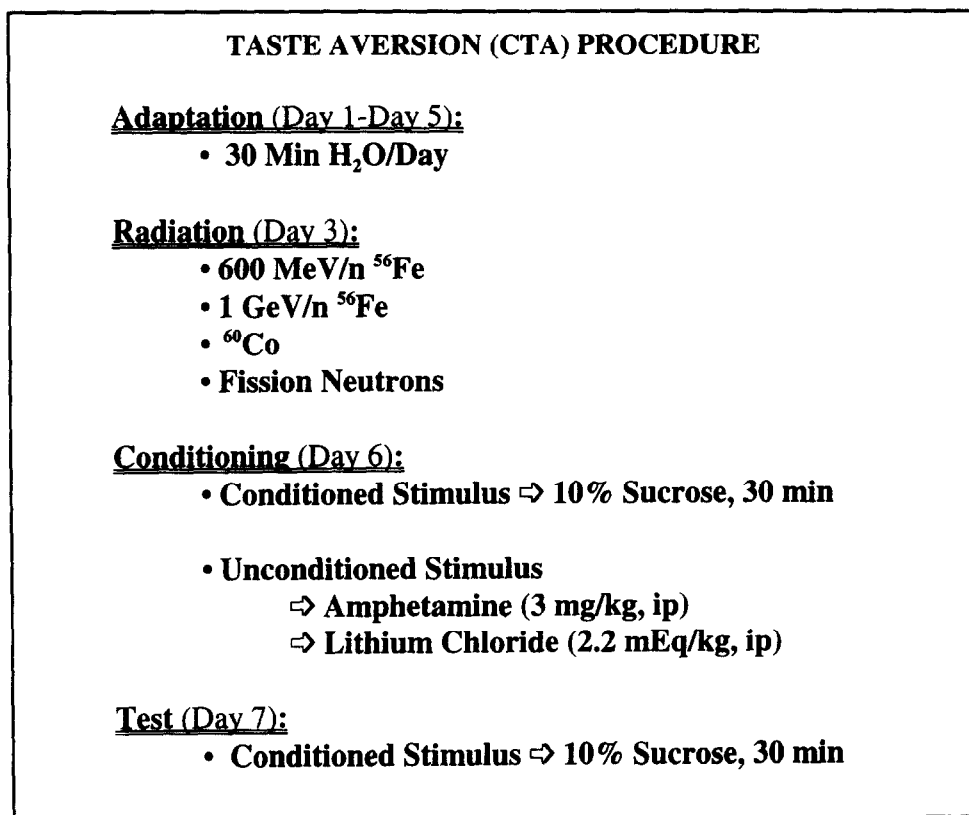 TASTE AVERSION (CTA) PROCEDURE
Adaptation (Day 1-Day 5):
• 30 Min H₂O/Day
Radiation (Day 3):
• 600 MeV/n ⁵⁶Fe
• 1 GeV/n ⁵⁶Fe
• ⁶⁰Co
• Fission Neutrons
Conditioning (Day 6):
• Conditioned Stimulus ⇨ 10% Sucrose, 30 min
• Unconditioned Stimulus
⇨ Amphetamine (3 mg/kg, ip)
⇨ Lithium Chloride (2.2 mEq/kg, ip)
Test (Day 7):
• Conditioned Stimulus ⇨ 10% Sucrose, 30 min